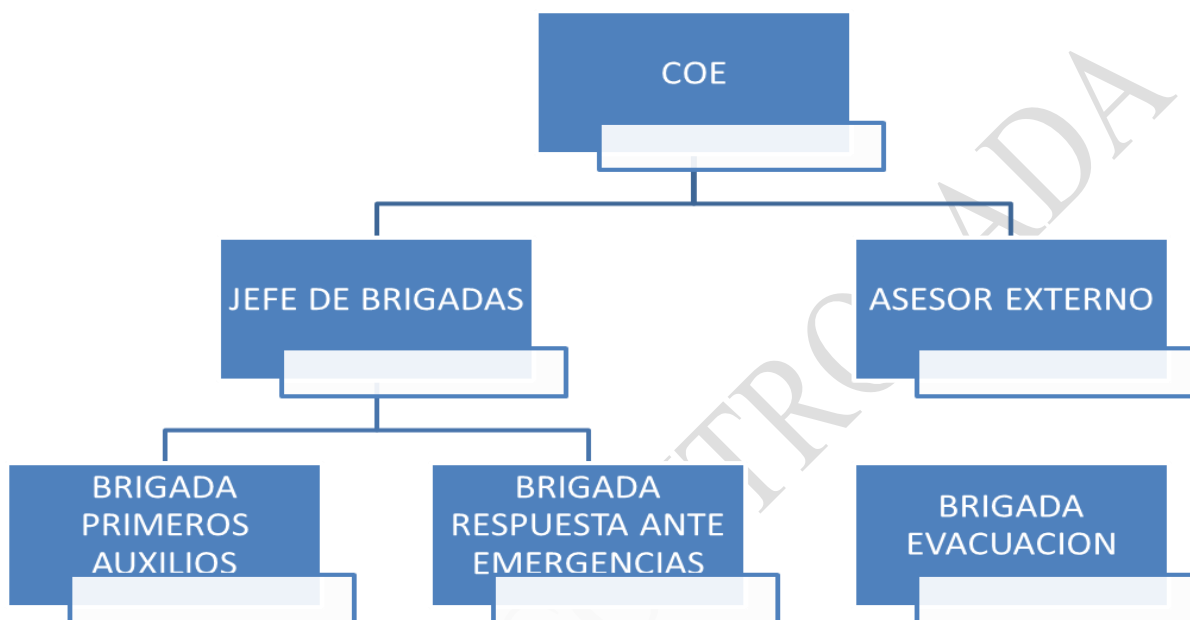 COE
JEFE DE BRIGADAS
ASESOR EXTERNO
BRIGADA
PRIMEROS
AUXILIOS
BRIGADA
RESPUESTA ANTE
EMERGENCIAS
BRIGADA
EVACUACION